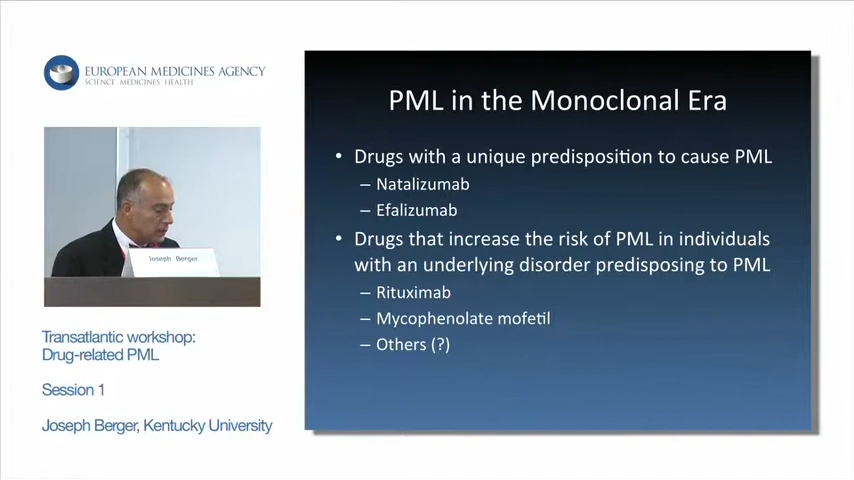 EUROPEAN MEDICINES AGENCY
SCIENCE MEDICINES HEALTH
Joseph Berger
Transatlantic workshop:
Drug-related PML
Session 1
Joseph Berger, Kentucky University
PML in the Monoclonal Era
• Drugs with a unique predisposition to cause PML
– Natalizumab
– Efalizumab
• Drugs that increase the risk of PML in individuals
with an underlying disorder predisposing to PML
– Rituximab
– Mycophenolate mofetil
– Others (?)